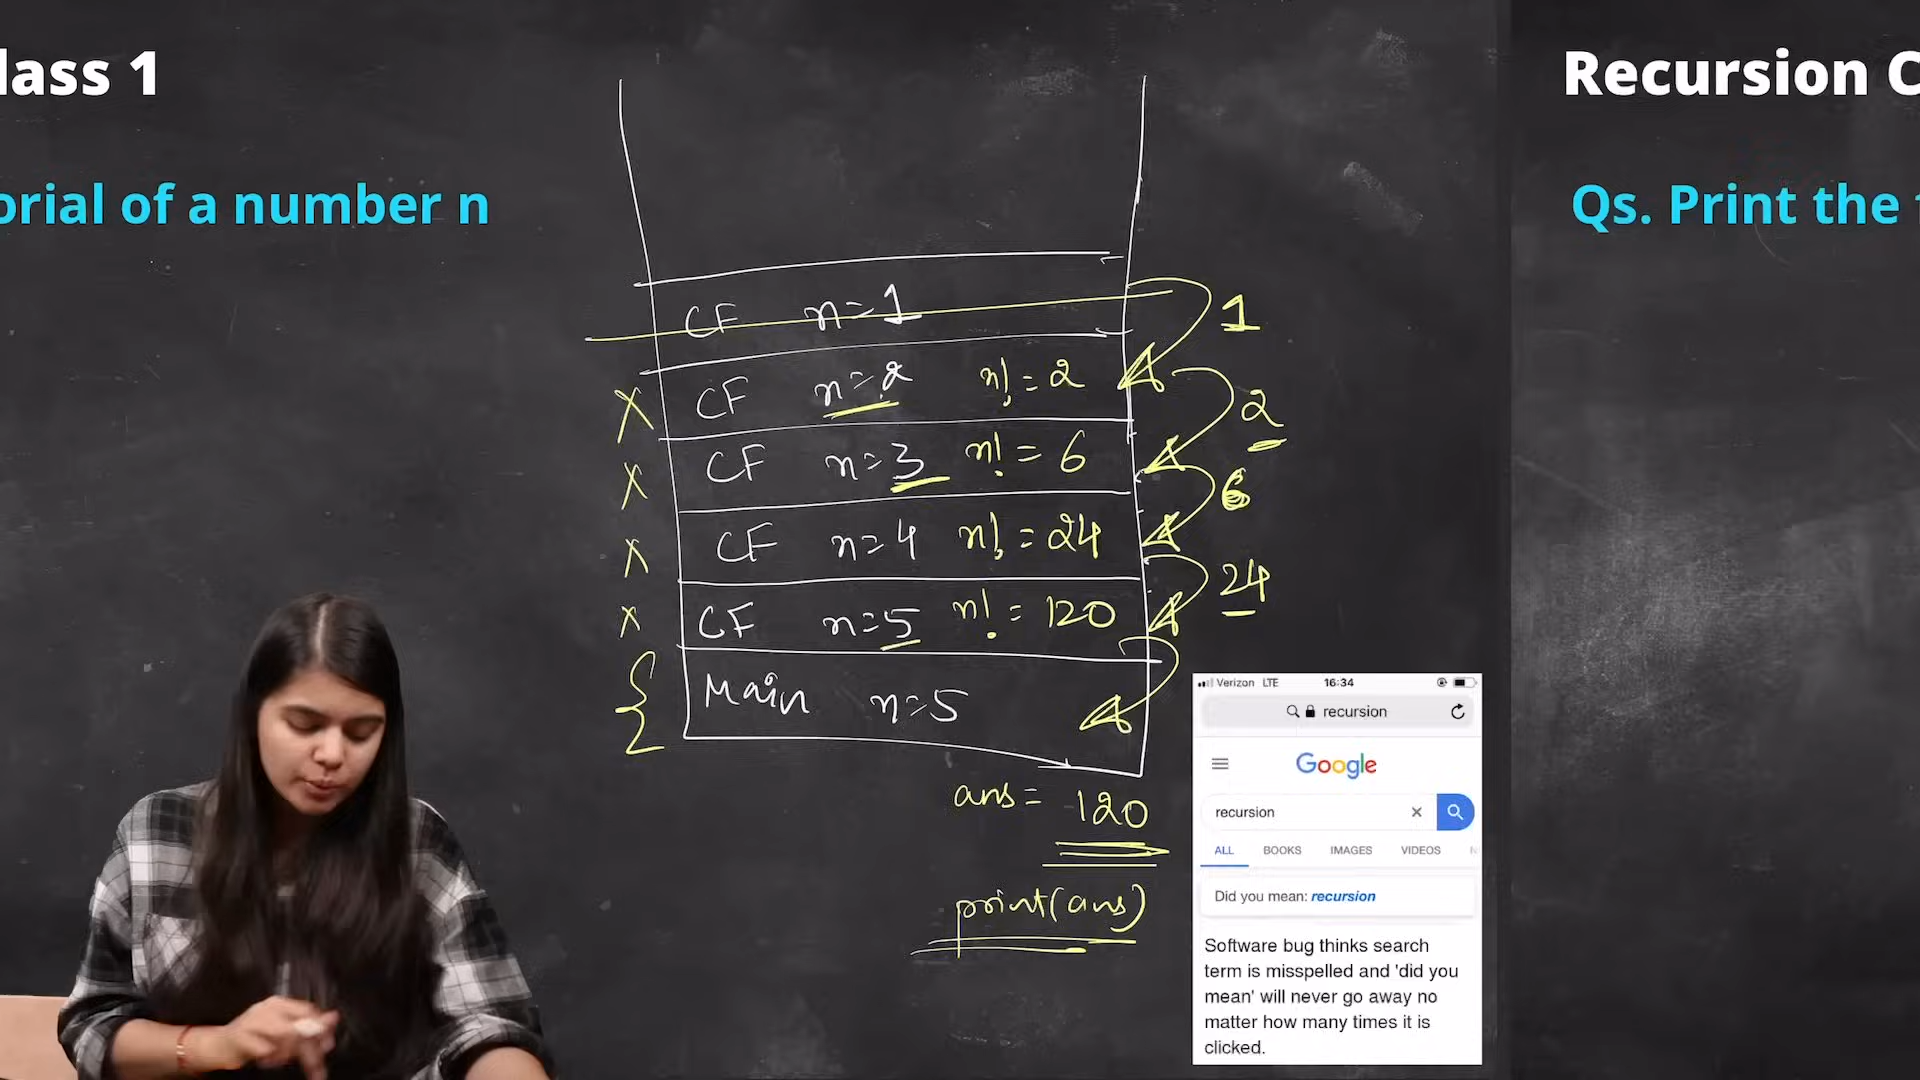 lass 1
Recursion C
orial of a number n
Qs. Print the
CF n=1
1
X CF n=2 n!=2
2
X CF n=3 n! = 6
6
X CF n=4 n! = 24
24
X CF n=5 n! = 120
Main n=5
ans = 120
print(ans)
Verizon LTE 16:34
recursion
Google
recursion
ALL BOOKS IMAGES VIDEOS N
Did you mean: recursion
Software bug thinks search
term is misspelled and 'did you
mean' will never go away no
matter how many times it is
clicked.